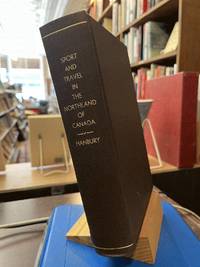 SPORT
AND
TRAVEL
IN
THE
NORTHLAND
OF
CANADA
HANBURY